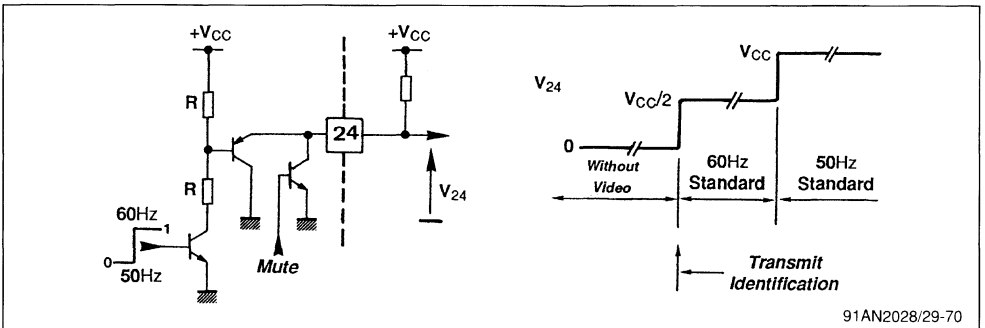 +VCC
+VCC
R
R
24
V24
60Hz
1
0
50Hz
Mute
VCC
V24
VCC/2
0
Without
Video
60Hz
Standard
50Hz
Standard
Transmit
Identification
91AN2028/29-70